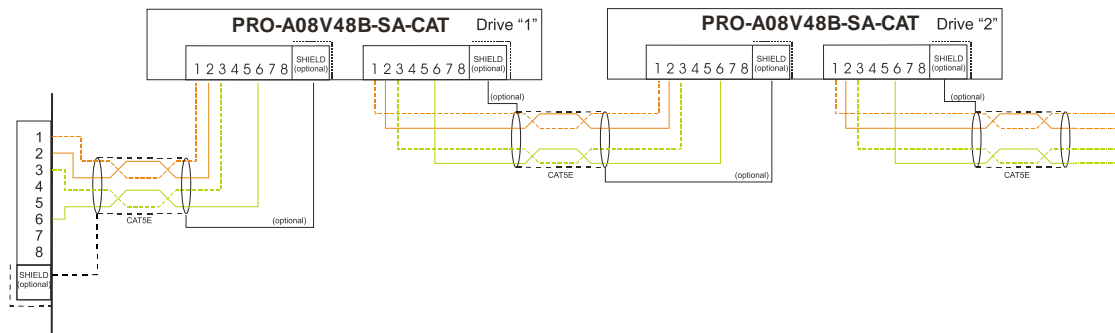 PRO-A08V48B-SA-CAT Drive “1”
1 2 3 4 5 6 7 8 SHIELD (optional)
1 2 3 4 5 6 7 8 SHIELD (optional)
PRO-A08V48B-SA-CAT Drive “2”
1 2 3 4 5 6 7 8 SHIELD (optional)
1 2 3 4 5 6 7 8 SHIELD (optional)
(optional)
(optional)
1
2
3
4
5
6
7
8
SHIELD
(optional)
CAT5E
(optional)
CAT5E
(optional)
CAT5E